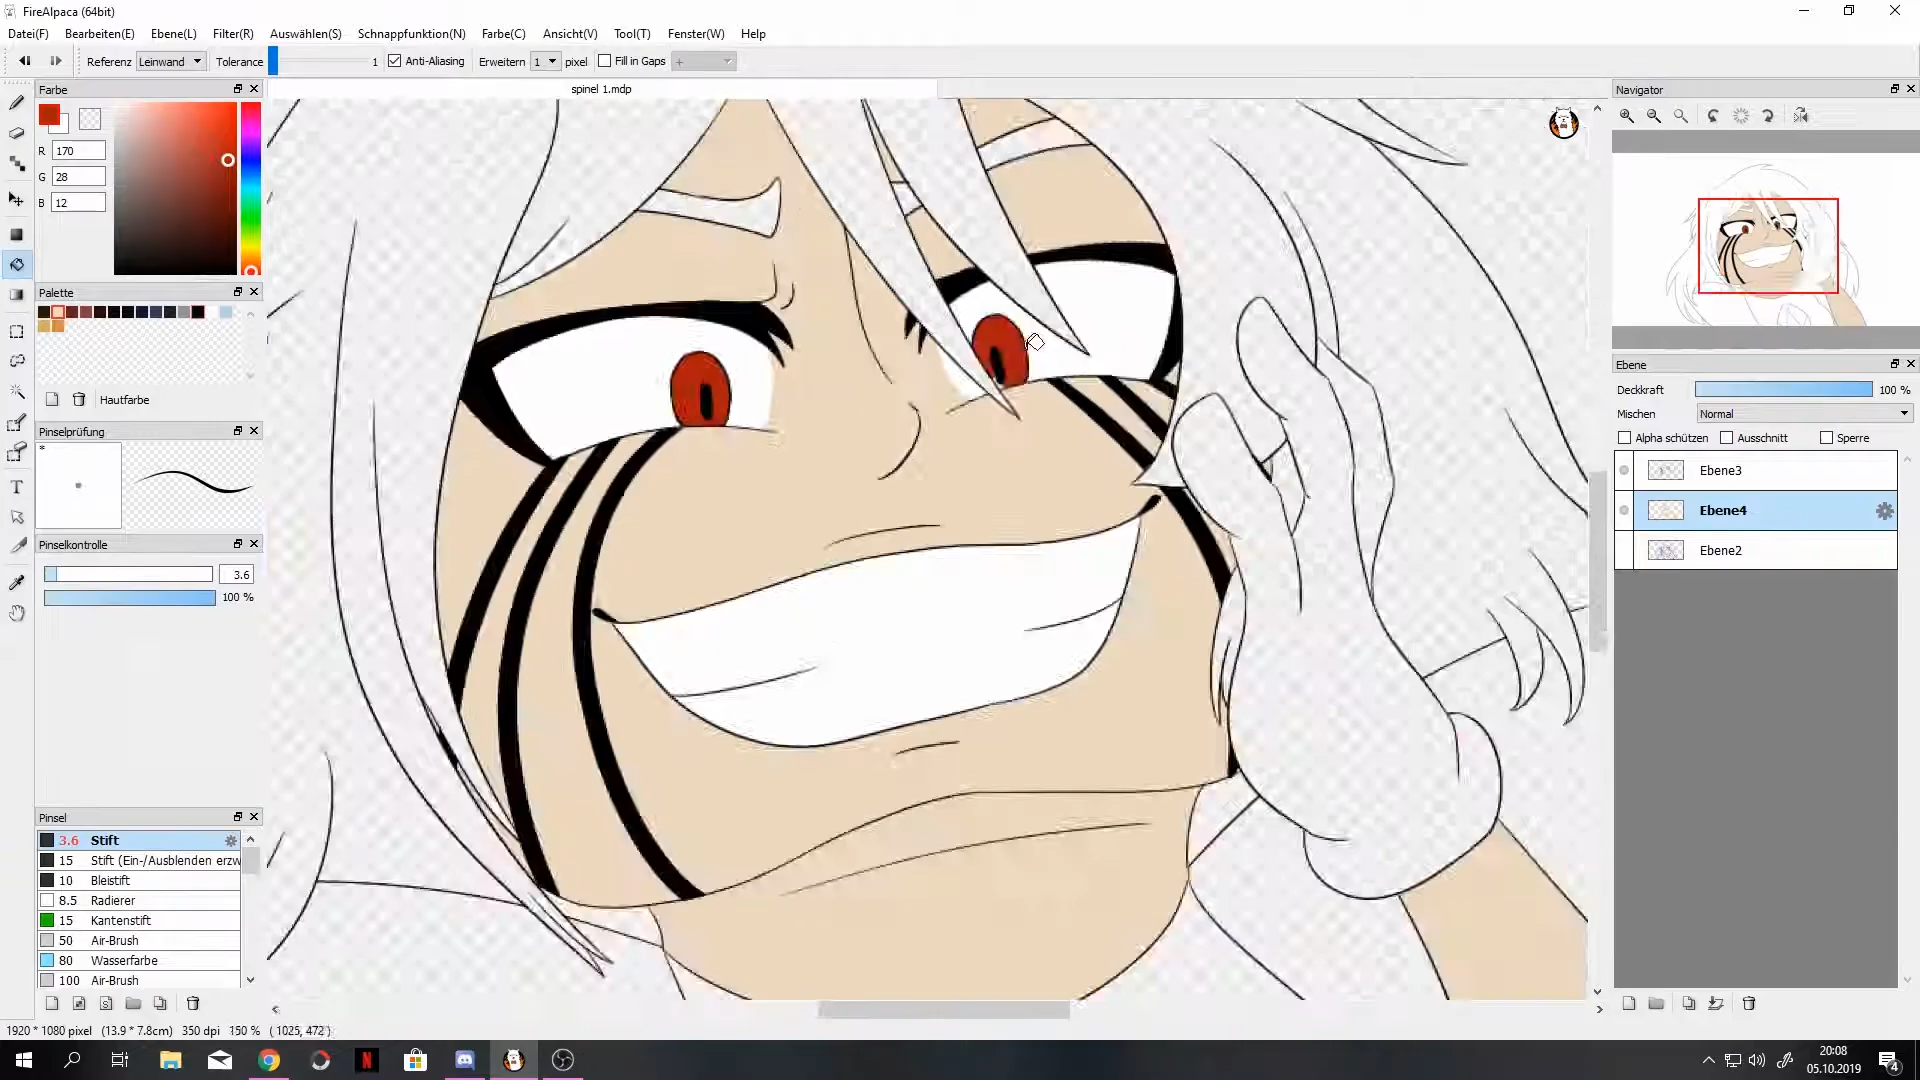 FireAlpaca (64bit)
Datei(F) Bearbeiten(E) Ebene(L) Filter(R) Auswählen(S) Schnappfunktion(N) Farbe(C) Ansicht(V) Tool(T) Fenster(W) Help
Referenz Leinwand Tolerance 1 Anti-Aliasing Erweitern 1 pixel Fill in Gaps +
Farbe
spinel 1.mdp
Navigator
R 170
G 28
B 12
Palette
Hautfarbe
Pinselprüfung
*
Pinselkontrolle
3.6
100 %
Pinsel
3.6 Stift
15 Stift (Ein-/Ausblenden erzw
10 Bleistift
8.5 Radierer
15 Kantenstift
50 Air-Brush
80 Wasserfarbe
100 Air-Brush
Ebene
Deckkraft 100 %
Mischen Normal
Alpha schützen Ausschnitt Sperre
Ebene3
Ebene4
Ebene2
1920 * 1080 pixel (13.9 * 7.8cm) 350 dpi 150 % ( 1025, 472 )
N
20:08
05.10.2019
4